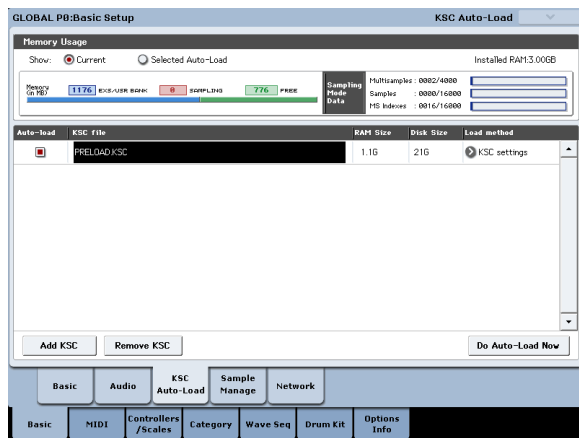 GLOBAL P0:Basic Setup
KSC Auto-Load
Memory Usage
Show: Current Selected Auto-Load Installed RAM:3.00GB
Memory (in MB) 1176 EXS/USR BANK 0 SAMPLING 776 FREE
Sampling Mode Data
Multisamples : 0002/4000
Samples : 0000/16000
MS Indexes : 0016/16000
Auto-load KSC file RAM Size Disk Size Load method
PRELOAD.KSC 1.1G 21G KSC settings
Add KSC Remove KSC Do Auto-Load Now
Basic Audio KSC Auto-Load Sample Manage Network
Basic MIDI Controllers /Scales Category Wave Seq Drum Kit Options Info